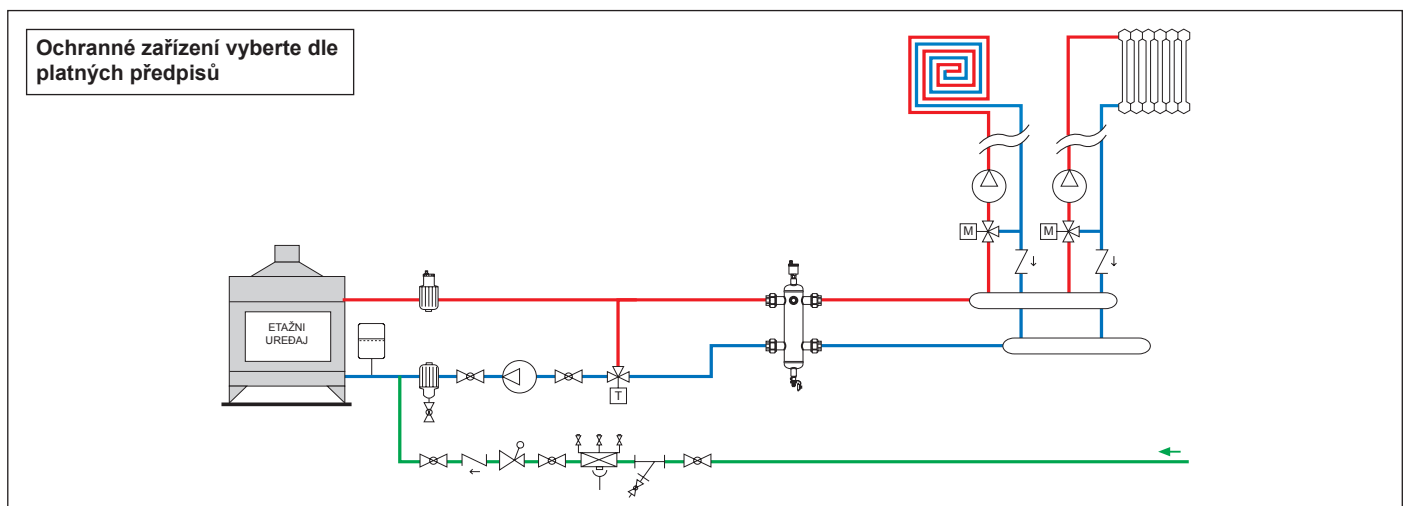 Ochranné zařízení vyberte dle
platných předpisů
M
M
ETAŽNI
UREĐAJ
T